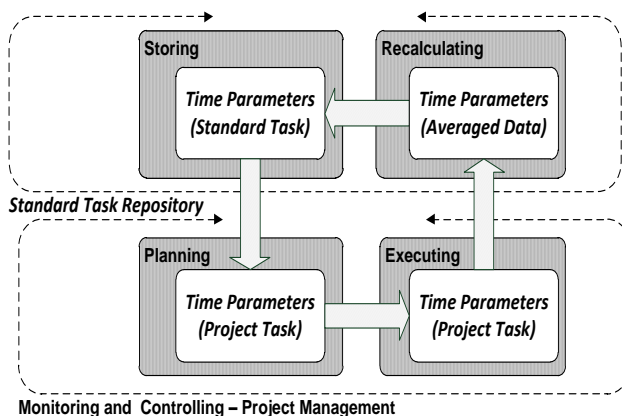 Storing
Time Parameters
(Standard Task)
Recalculating
Time Parameters
(Averaged Data)
Standard Task Repository
Planning
Time Parameters
(Project Task)
Executing
Time Parameters
(Project Task)
Monitoring and Controlling – Project Management